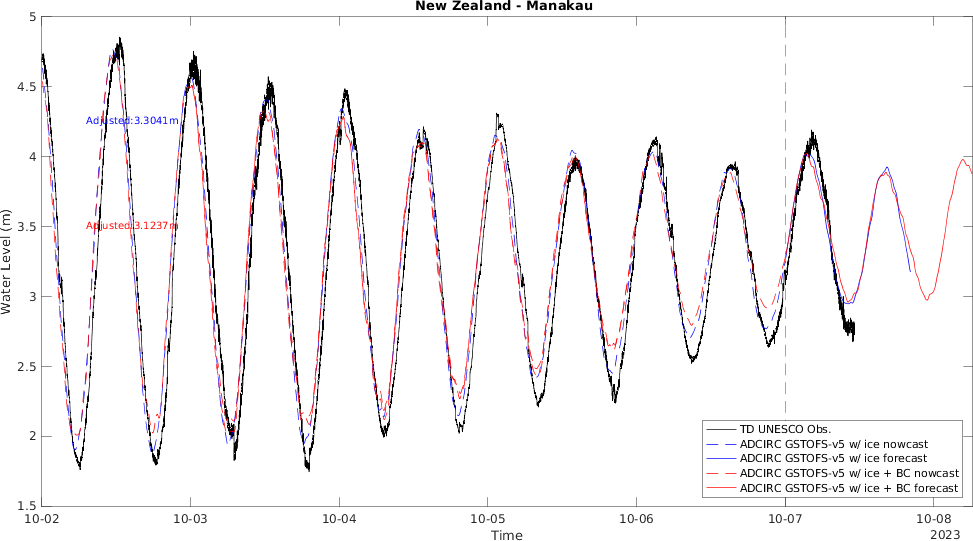 New Zealand - Manakau
5
4.5
4
3.5
3
2.5
2
1.5
Water Level (m)
Adjusted:3.3041m
Adjusted:3.1237m
TD UNESCO Obs.
ADCIRC GSTOFS-v5 w/ ice nowcast
ADCIRC GSTOFS-v5 w/ ice forecast
ADCIRC GSTOFS-v5 w/ ice + BC nowcast
ADCIRC GSTOFS-v5 w/ ice + BC forecast
10-02 10-03 10-04 10-05 10-06 10-07 10-08
Time
2023